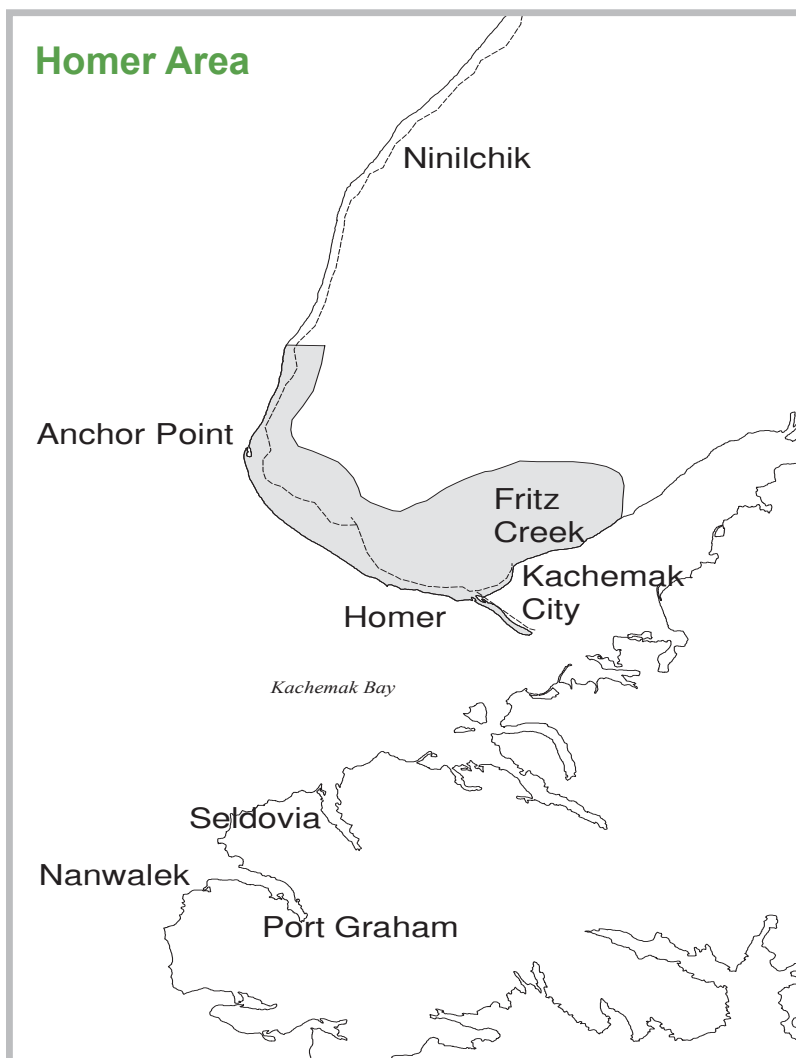 Homer Area
Ninilchik
Anchor Point
Fritz
Creek
Kachemak
City
Homer
Kachemak Bay
Seldovia
Nanwalek
Port Graham